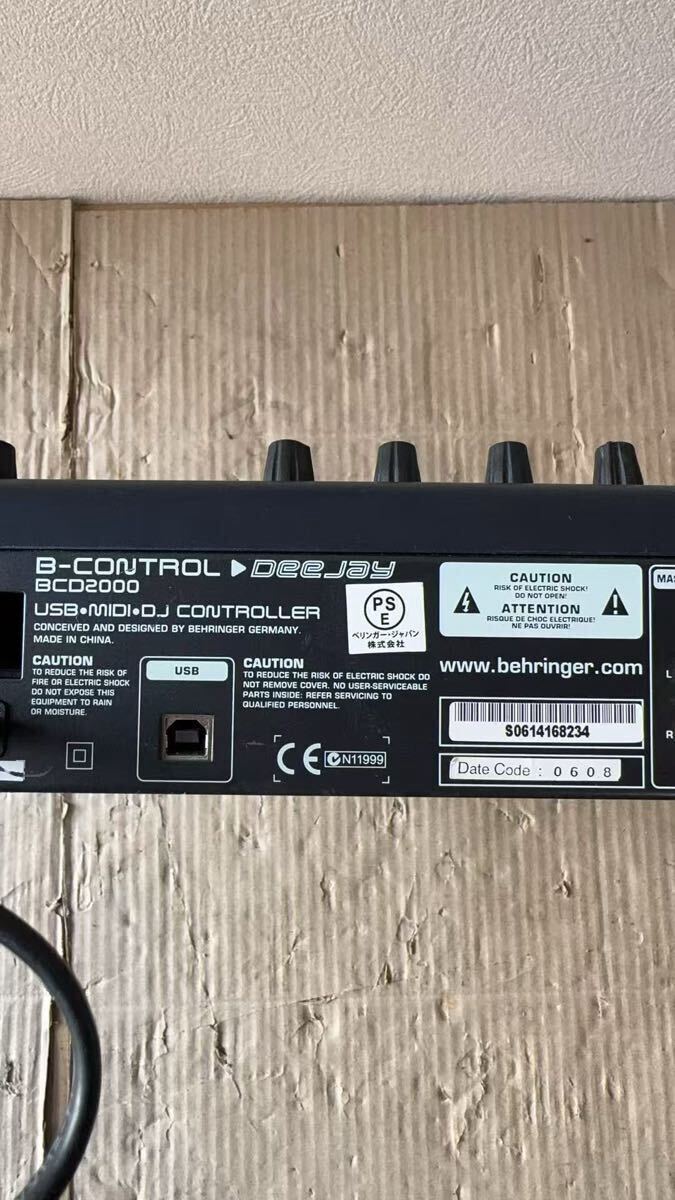 B-CONTROL DEEJAY
BCD2000
USB•MIDI•DJ CONTROLLER
CONCEIVED AND DESIGNED BY BEHRINGER GERMANY.
MADE IN CHINA.
PS
E
ベリンガー・ジャパン
株式会社
CAUTION
RISK OF ELECTRIC SHOCK!
DO NOT OPEN!
ATTENTION
RISQUE DE CHOC ELECTRIQUE!
NE PAS OUVRIR!
CAUTION
TO REDUCE THE RISK OF
FIRE OR ELECTRIC SHOCK
DO NOT EXPOSE THIS
EQUIPMENT TO RAIN
OR MOISTURE.
USB
CAUTION
TO REDUCE THE RISK OF ELECTRIC SHOCK DO
NOT REMOVE COVER. NO USER-SERVICEABLE
PARTS INSIDE: REFER SERVICING TO
QUALIFIED PERSONNEL.
CE N11999
www.behringer.com
S0614168234
Date Code : 0608
L
R